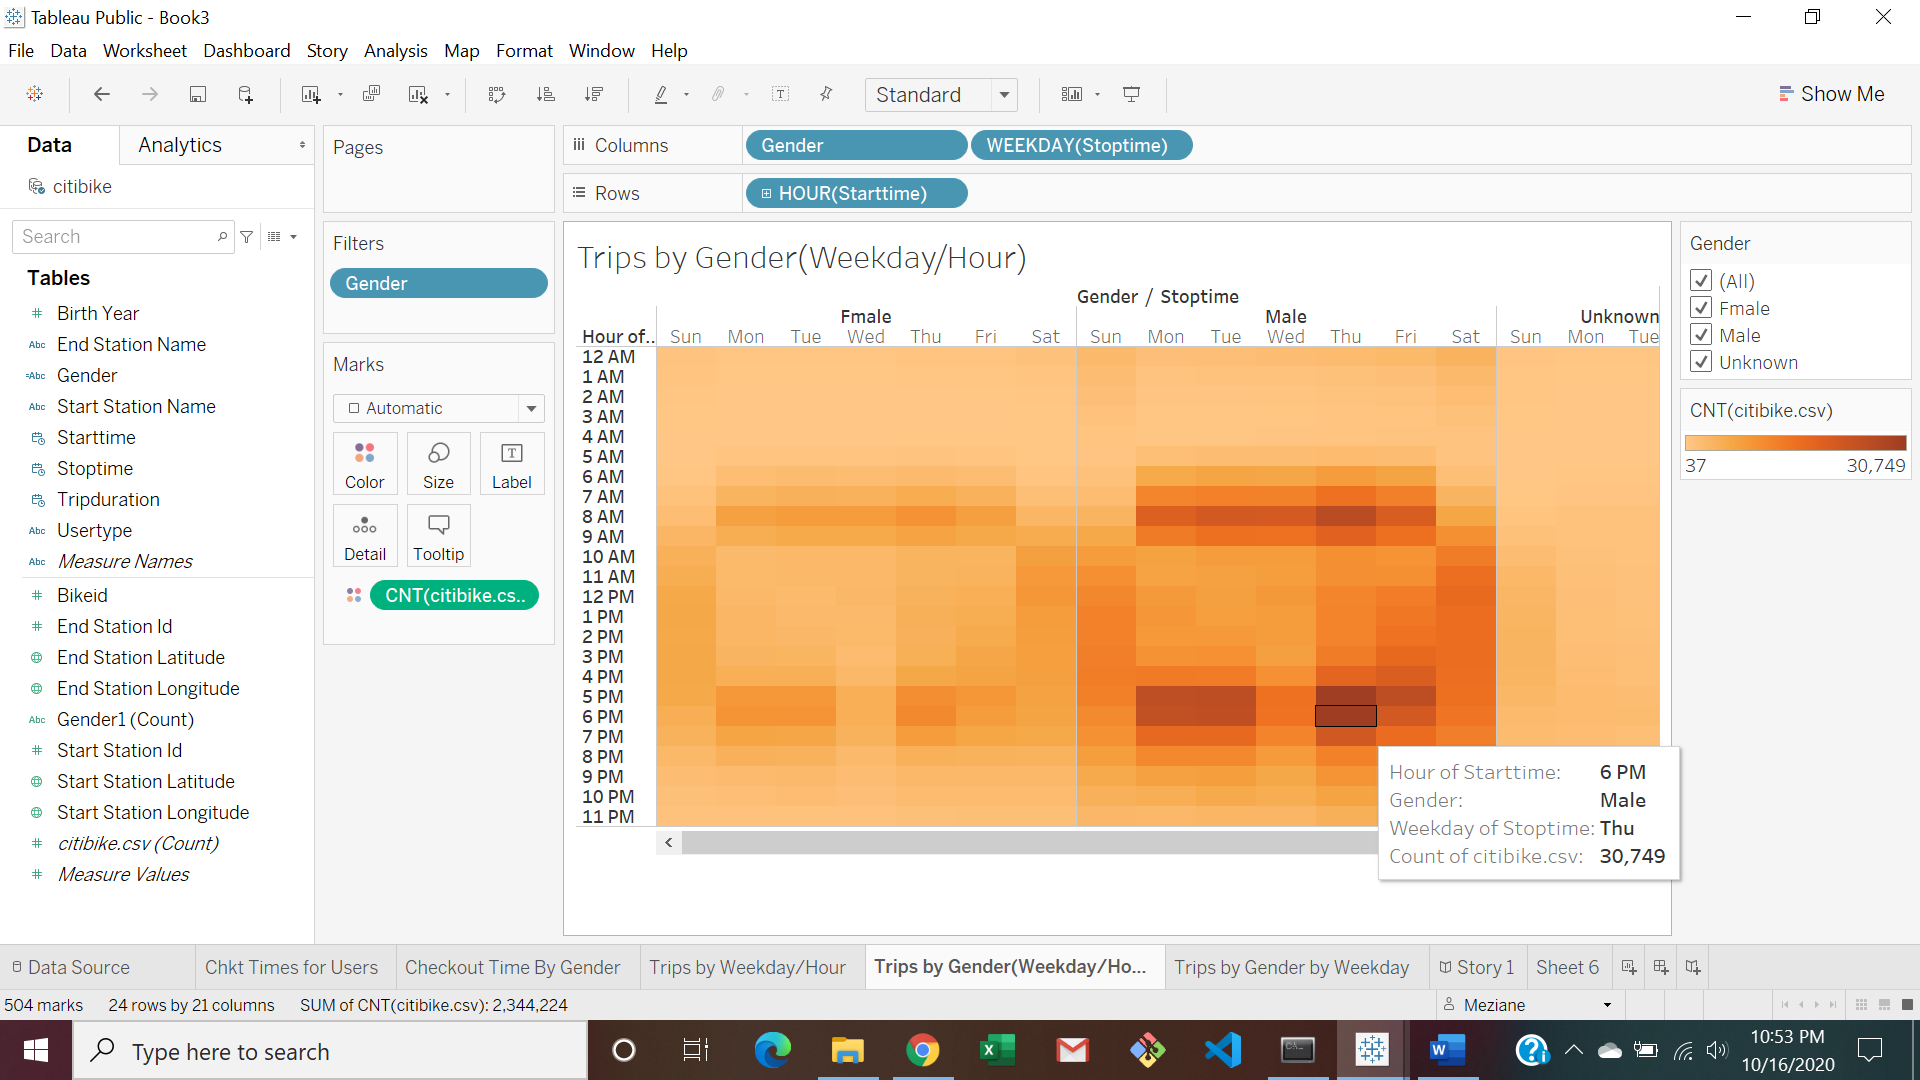 Tableau Public - Book3
File Data Worksheet Dashboard Story Analysis Map Format Window Help
Standard
Show Me
Data Analytics
citibike
Search
Tables
Birth Year
Abc End Station Name
=Abc Gender
Abc Start Station Name
Starttime
Stoptime
Tripduration
Abc Usertype
Abc Measure Names
Bikeid
End Station Id
End Station Latitude
End Station Longitude
Abc Gender1 (Count)
Start Station Id
Start Station Latitude
Start Station Longitude
citibike.csv (Count)
Measure Values
Pages
Filters
Gender
Marks
Automatic
Color Size Label
Detail Tooltip
CNT(citibike.cs..
Columns Gender WEEKDAY(Stoptime)
Rows HOUR(Starttime)
Trips by Gender(Weekday/Hour)
Gender / Stoptime
Fmale Male Unknown
Hour of.. Sun Mon Tue Wed Thu Fri Sat Sun Mon Tue Wed Thu Fri Sat Sun Mon Tue
12 AM
1 AM
2 AM
3 AM
4 AM
5 AM
6 AM
7 AM
8 AM
9 AM
10 AM
11 AM
12 PM
1 PM
2 PM
3 PM
4 PM
5 PM
6 PM
7 PM
8 PM
9 PM
10 PM
11 PM
Hour of Starttime: 6 PM
Gender: Male
Weekday of Stoptime: Thu
Count of citibike.csv: 30,749
Gender
(All)
Fmale
Male
Unknown
CNT(citibike.csv)
37 30,749
Data Source Chkt Times for Users Checkout Time By Gender Trips by Weekday/Hour Trips by Gender(Weekday/Ho... Trips by Gender by Weekday Story 1 Sheet 6
504 marks 24 rows by 21 columns SUM of CNT(citibike.csv): 2,344,224
Meziane
Type here to search
10:53 PM
10/16/2020